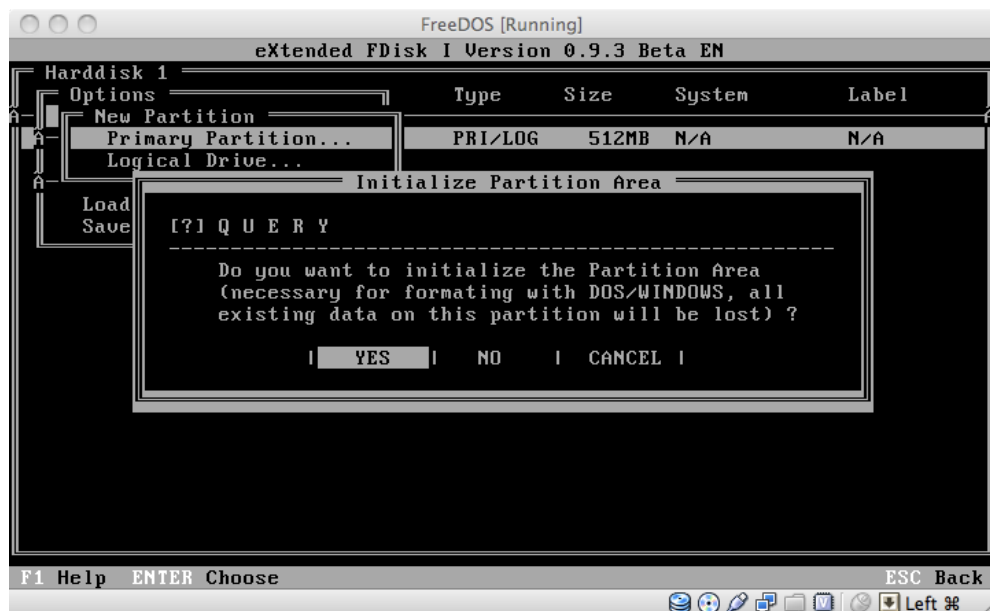 FreeDOS [Running]
eXtended FDisk I Version 0.9.3 Beta EN
Harddisk 1
Options Type Size System Label
New Partition
Primary Partition... PRI/LOG 512MB N/A N/A
Logical Drive...
Initialize Partition Area
Load
Save [?] Q U E R Y
Do you want to initialize the Partition Area
(necessary for formating with DOS/WINDOWS, all
existing data on this partition will be lost) ?
| YES | NO | CANCEL |
F1 Help ENTER Choose ESC Back
Left ⌘